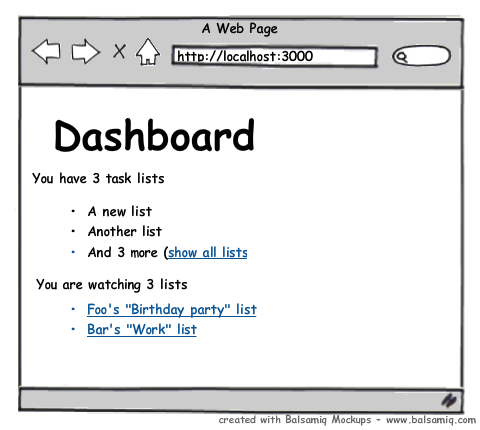 A Web Page
http://localhost:3000
Dashboard
You have 3 task lists
• A new list
• Another list
• And 3 more (show all lists
You are watching 3 lists
• Foo's "Birthday party" list
• Bar's "Work" list
created with Balsamiq Mockups - www.balsamiq.com